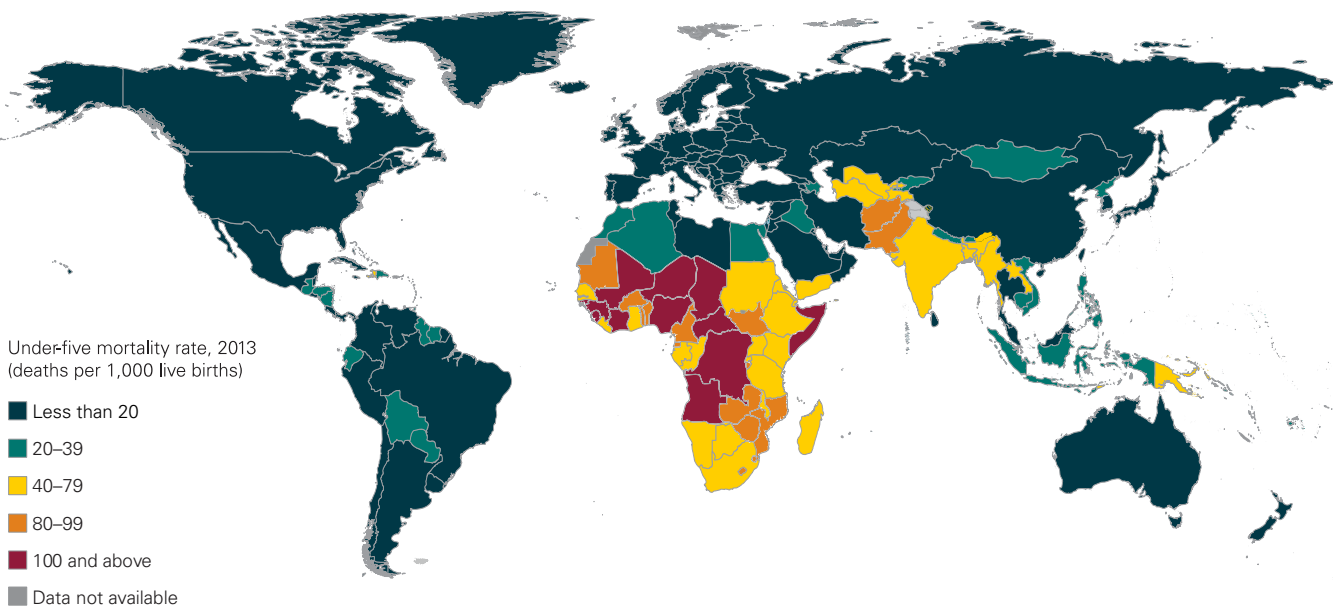 Under-five mortality rate, 2013
(deaths per 1,000 live births)
Less than 20
20–39
40–79
80–99
100 and above
Data not available